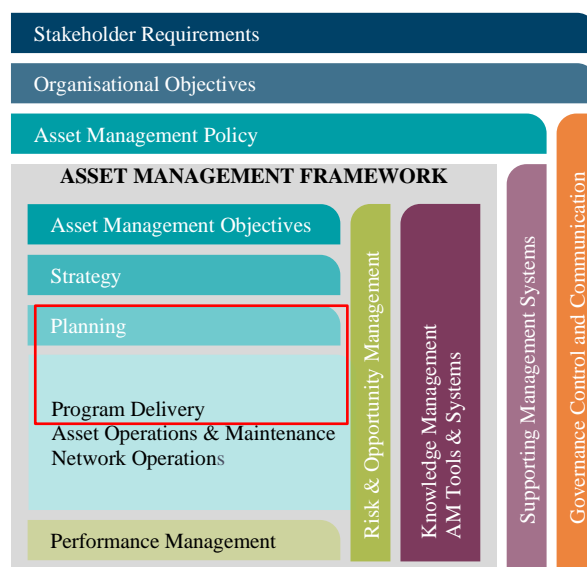 Stakeholder Requirements
Organisational Objectives
Asset Management Policy
ASSET MANAGEMENT FRAMEWORK
Asset Management Objectives
Strategy
Planning
Program Delivery
Asset Operations & Maintenance
Network Operations
Performance Management
Risk & Opportunity Management
Knowledge Management
AM Tools & Systems
Supporting Management Systems
Governance Control and Communication